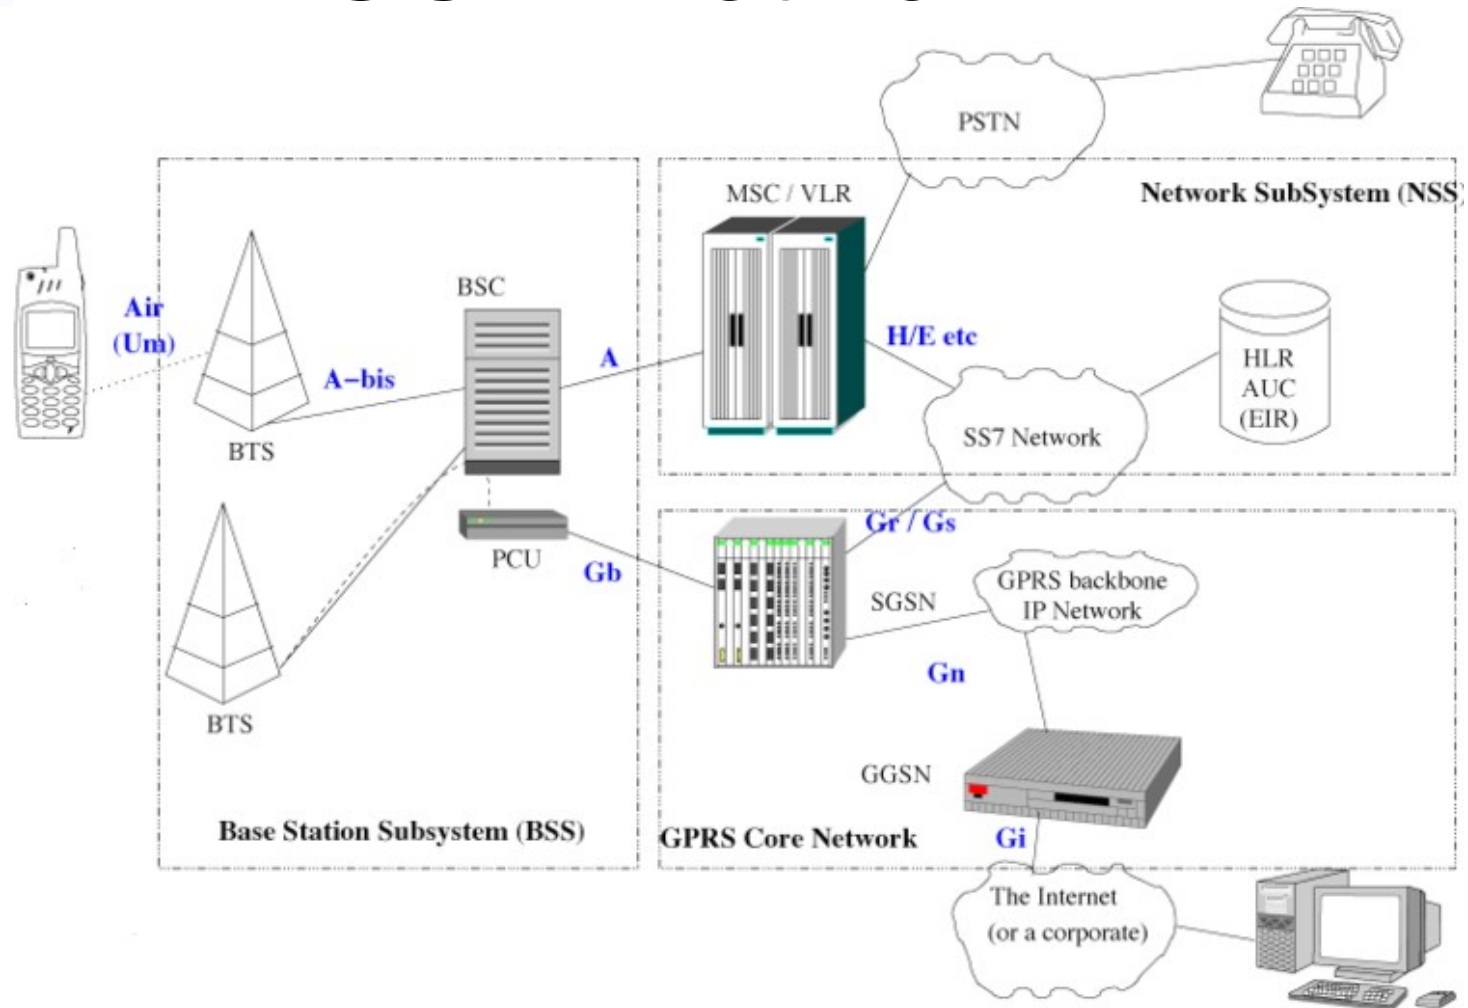 PSTN
MSC / VLR
Network SubSystem (NSS)
Air
(Um)
BSC
A
H/E etc
HLR
AUC
(EIR)
A-bis
BTS
SS7 Network
PCU
Gb
Gr / Gs
SGSN
GPRS backbone
IP Network
Gn
BTS
GGSN
Base Station Subsystem (BSS)
GPRS Core Network
Gi
The Internet
(or a corporate)